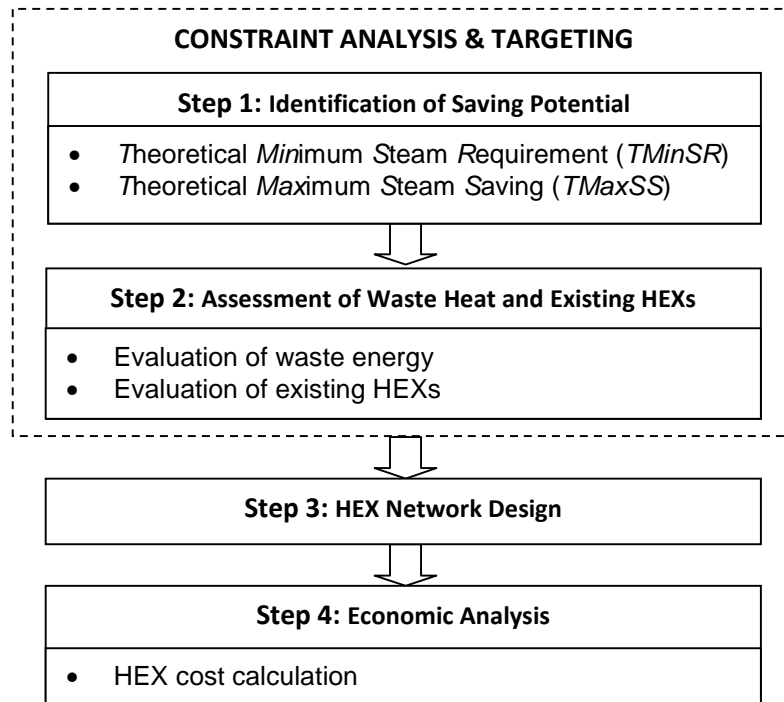 CONSTRAINT ANALYSIS & TARGETING
Step 1: Identification of Saving Potential
• Theoretical Minimum Steam Requirement (TMinSR)
• Theoretical Maximum Steam Saving (TMaxSS)
Step 2: Assessment of Waste Heat and Existing HEXs
• Evaluation of waste energy
• Evaluation of existing HEXs
Step 3: HEX Network Design
Step 4: Economic Analysis
• HEX cost calculation